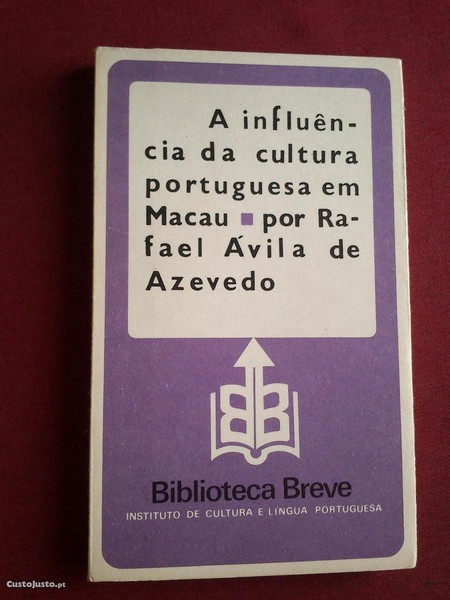 A influên-
cia da cultura
portuguesa em
Macau ■ por Ra-
fael Ávila de
Azevedo
BB
Biblioteca Breve
INSTITUTO DE CULTURA E LÍNGUA PORTUGUESA
CustoJusto.pt